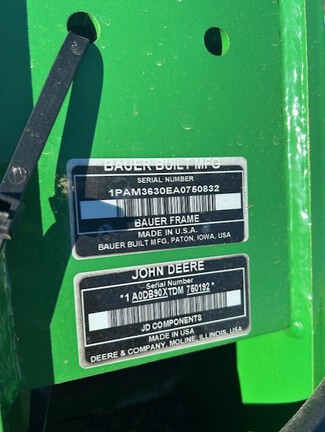 BAUER BUILT MFG
SERIAL NUMBER
1PAM3630EA0750832
BAUER FRAME
MADE IN U.S.A.
BAUER BUILT MFG, PATON, IOWA, USA
JOHN DEERE
Serial Number
*1 A0DB90XTDM 750192*
JD COMPONENTS
MADE IN USA
DEERE & COMPANY, MOLINE, ILLINOIS, USA